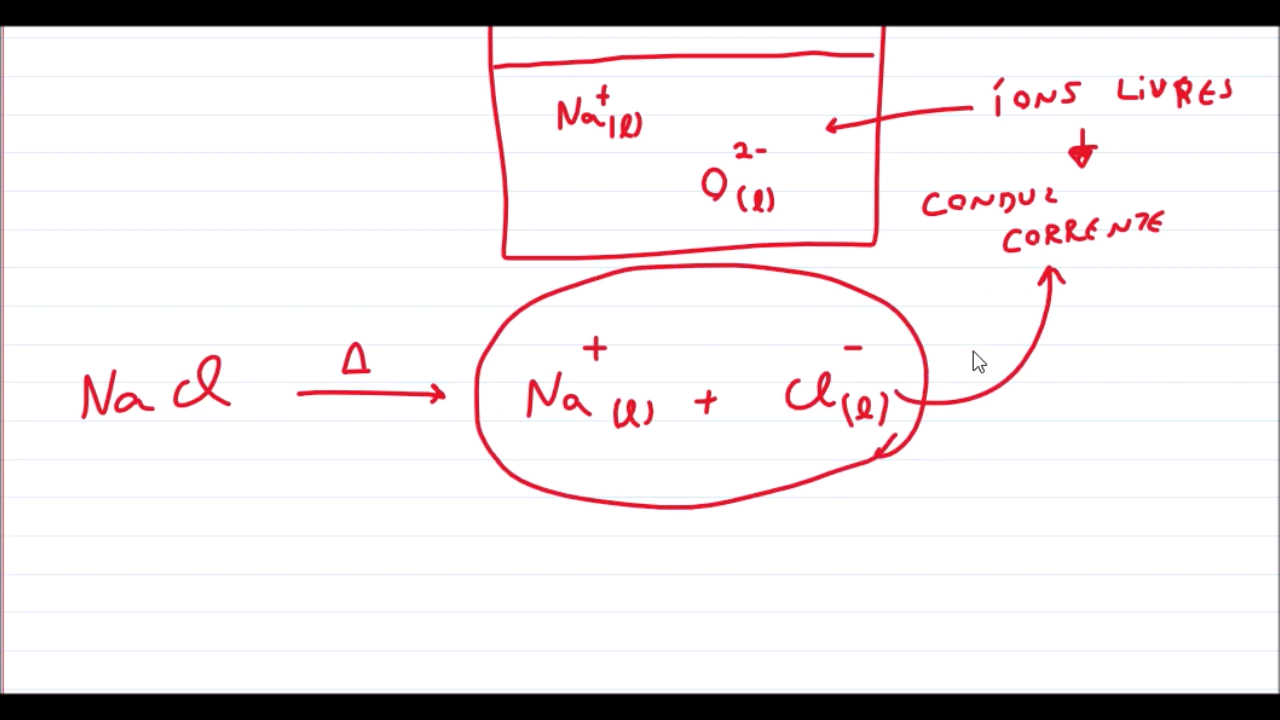 Na⁺(l)
O²⁻(l)
ÍONS LIVRES
CONDUZ
CORRENTE
NaCl Δ→ Na⁺(l) + Cl⁻(l)